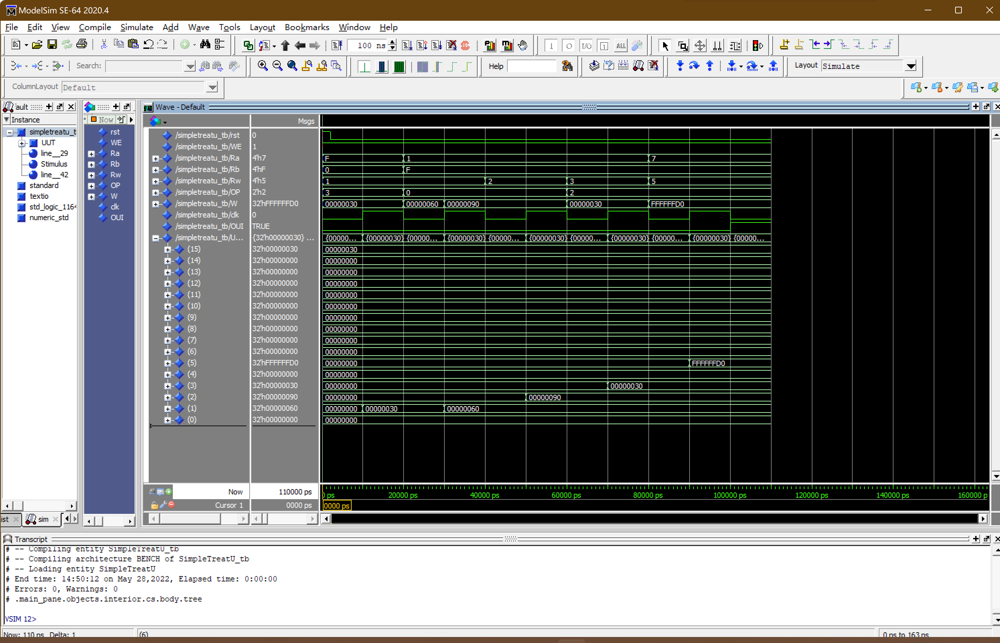 ModelSim SE-64 2020.4
File Edit View Compile Simulate Add Wave Tools Layout Bookmarks Window Help
100 ns
Search:
Help
Layout Simulate
ColumnLayout Default
Instance
simpletreatu_t
UUT
line__29
Stimulus
line__42
standard
textio
std_logic_1164
numeric_std
ist
sim
Now
rst
WE
Ra
Rb
Rw
OP
W
clk
OUI
Wave - Default
Msgs
/simpletreatu_tb/rst 0
/simpletreatu_tb/WE 1
/simpletreatu_tb/Ra 4'h7 F 1 7
/simpletreatu_tb/Rb 4'hF 0 F
/simpletreatu_tb/Rw 4'h5 1 2 3 5
/simpletreatu_tb/OP 2'h2 3 0 2
/simpletreatu_tb/W 32'hFFFFFFD0 00000030 00000060 00000090 00000030 FFFFFFD0
/simpletreatu_tb/clk 0
/simpletreatu_tb/OUI TRUE
/simpletreatu_tb/U... {32'h00000030} ... {00000... {00000030} {00000... {00000030} {00000... {00000030} {00000... {00000030} {00000... {00000030} {00000...
(15) 32'h00000030 00000030
(14) 32'h00000000 00000000
(13) 32'h00000000 00000000
(12) 32'h00000000 00000000
(11) 32'h00000000 00000000
(10) 32'h00000000 00000000
(9) 32'h00000000 00000000
(8) 32'h00000000 00000000
(7) 32'h00000000 00000000
(6) 32'h00000000 00000000
(5) 32'hFFFFFFD0 00000000 FFFFFFD0
(4) 32'h00000000 00000000
(3) 32'h00000030 00000000 00000030
(2) 32'h00000090 00000000 00000090
(1) 32'h00000060 00000000 00000030 00000060
(0) 32'h00000000 00000000
Now 110000 ps
0 ps 20000 ps 40000 ps 60000 ps 80000 ps 100000 ps 120000 ps 140000 ps 160000 p
Cursor 1 0000 ps 0000 ps
Transcript
# -- Compiling entity SimpleTreatU_tb
# -- Compiling architecture BENCH of SimpleTreatU_tb
# -- Loading entity SimpleTreatU
# End time: 14:50:12 on May 28,2022, Elapsed time: 0:00:00
# Errors: 0, Warnings: 0
# .main_pane.objects.interior.cs.body.tree
VSIM 12>
Now: 110 ns Delta: 1 (6) 0 ns to 163 ns